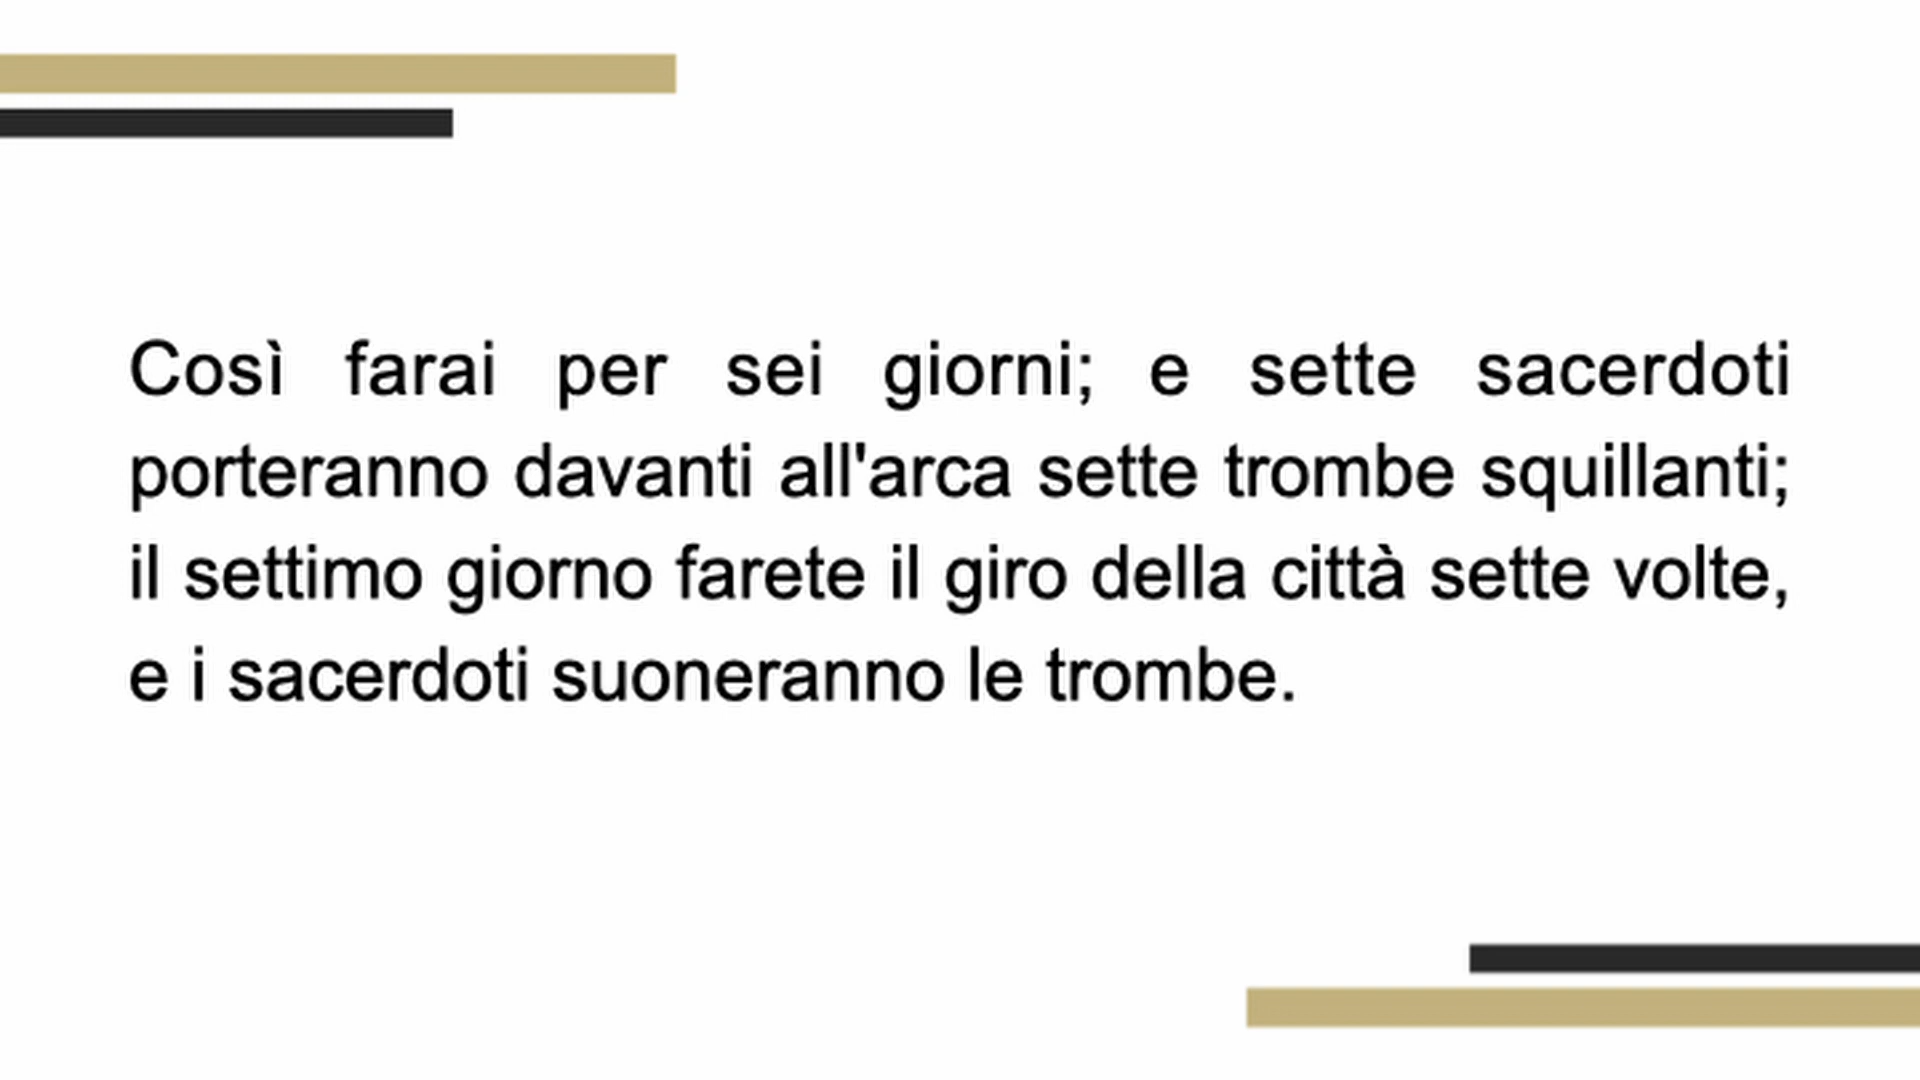 Così farai per sei giorni; e sette sacerdoti
porteranno davanti all'arca sette trombe squillanti;
il settimo giorno farete il giro della città sette volte,
e i sacerdoti suoneranno le trombe.